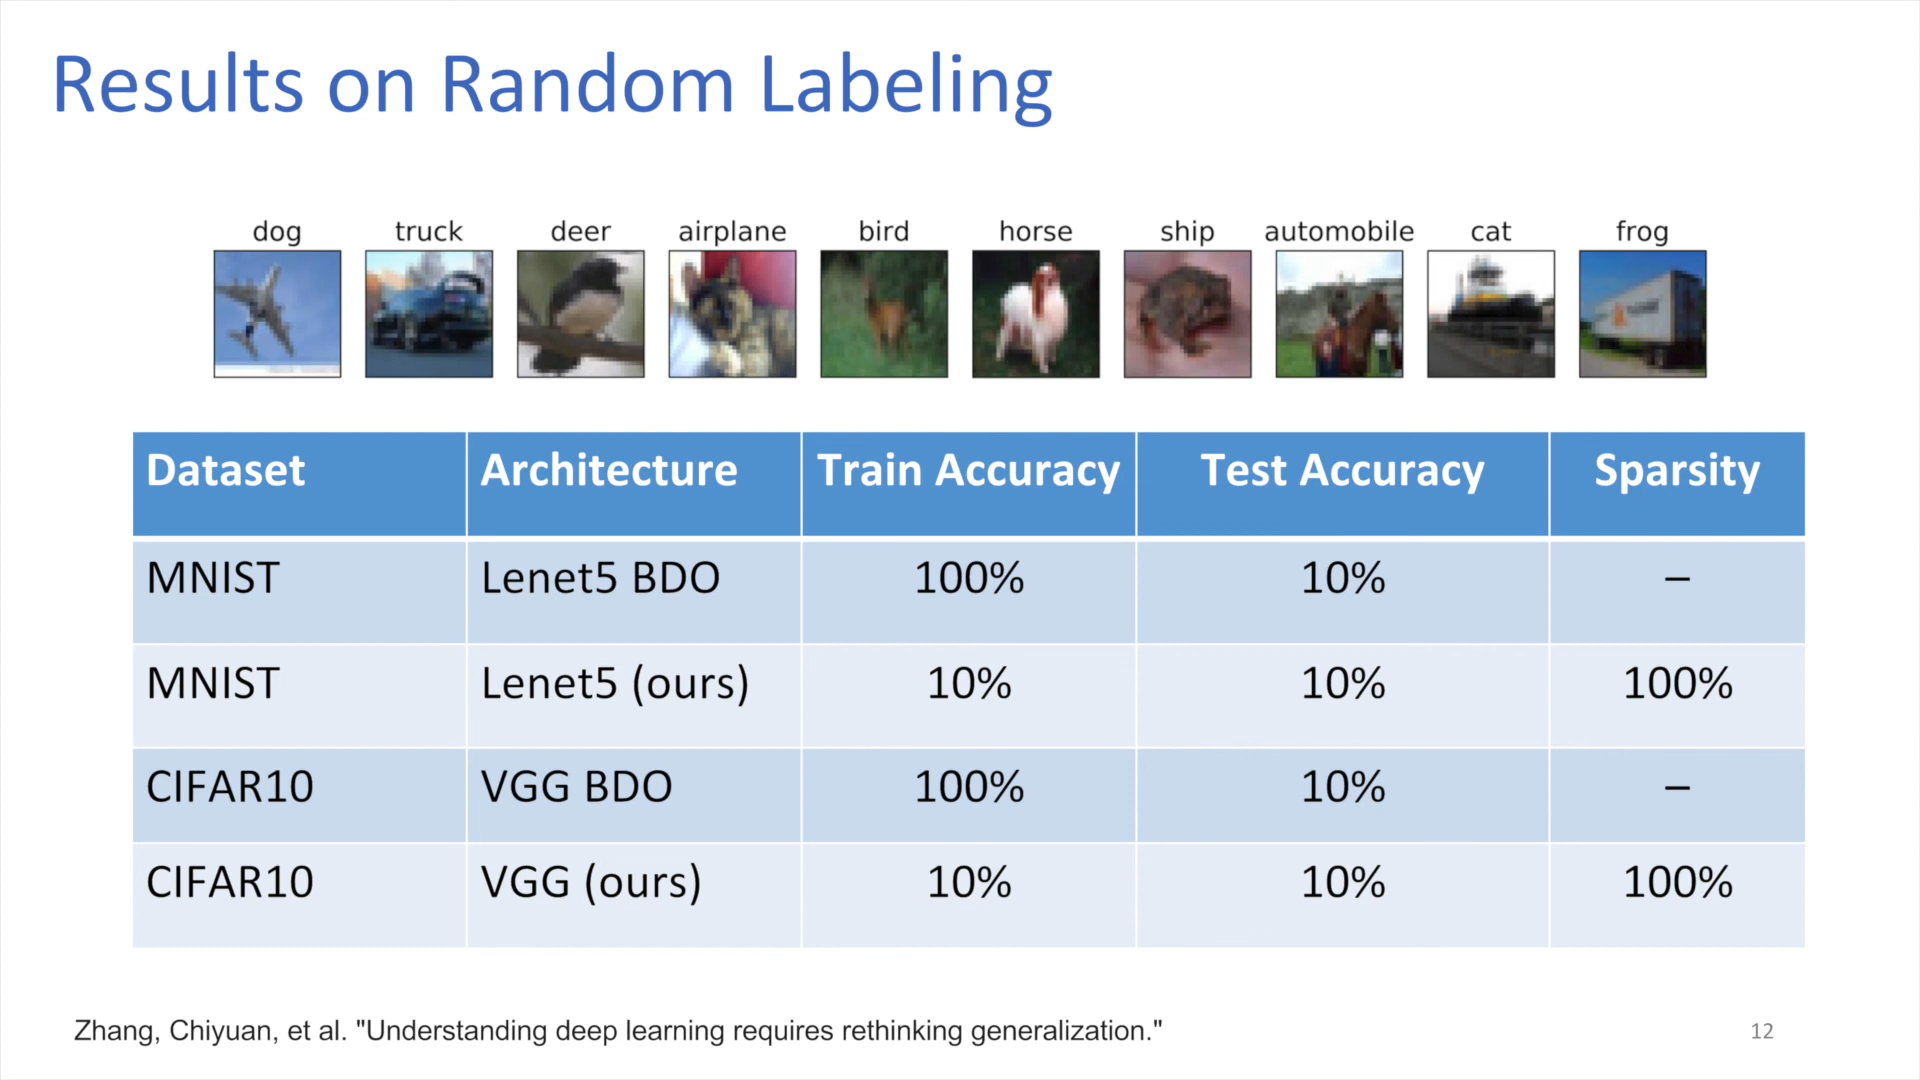 Results on Random Labeling
dog truck deer airplane bird horse ship automobile cat frog
Dataset Architecture Train Accuracy Test Accuracy Sparsity
MNIST Lenet5 BDO 100% 10% –
MNIST Lenet5 (ours) 10% 10% 100%
CIFAR10 VGG BDO 100% 10% –
CIFAR10 VGG (ours) 10% 10% 100%
Zhang, Chiyuan, et al. "Understanding deep learning requires rethinking generalization."
12